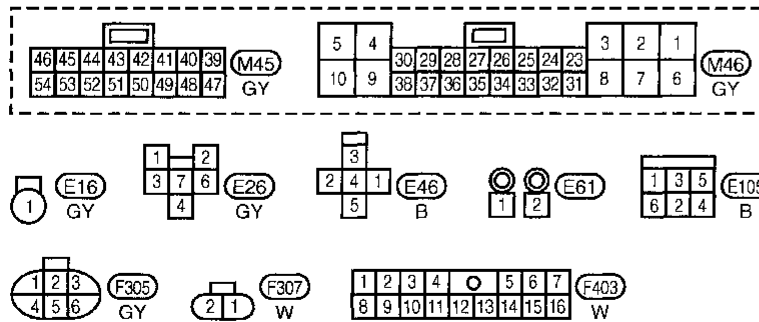 5 4 3 2 1
46 45 44 43 42 41 40 39 M45 30 29 28 27 26 25 24 23 M46
54 53 52 51 50 49 48 47 GY 10 9 38 37 36 35 34 33 32 31 8 7 6 GY
1 2 3
3 7 6 E26 2 4 1 E46 E61 1 3 5 E105
1 E16 GY 4 GY 5 B 1 2 6 2 4 B
1 2 3 F305 F307 1 2 3 4 5 6 7 F403
4 5 6 GY 2 1 W 8 9 10 11 12 13 14 15 16 W